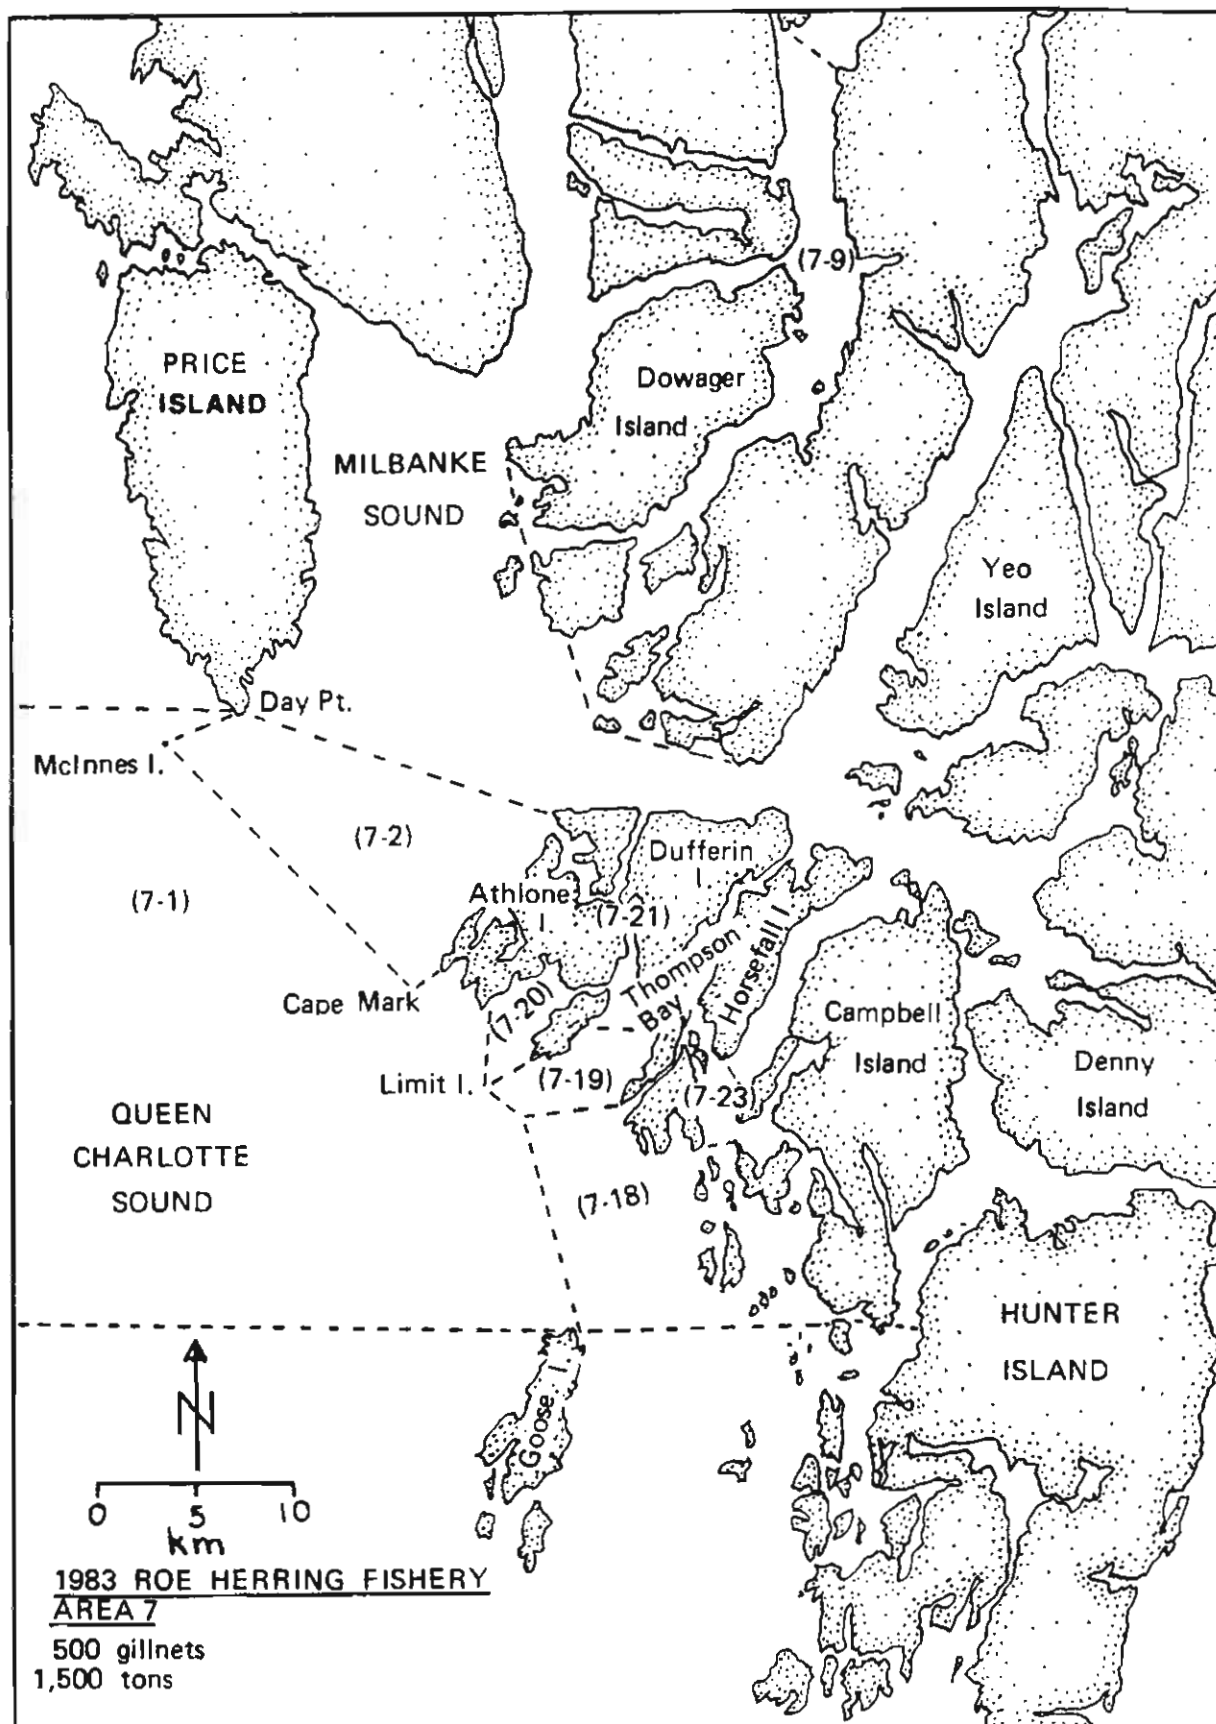 (7-9)
PRICE
ISLAND
Dowager
Island
MILBANKE
SOUND
Yeo
Island
Day Pt.
McInnes I.
(7-2)
Dufferin
I
Athlone
I
(7-1)
(7-21)
Horsefall I
Thompson
Bay
Cape Mark
(7-20)
Campbell
Island
Limit I.
(7-19)
(7-23)
Denny
Island
QUEEN
CHARLOTTE
SOUND
(7-18)
HUNTER
ISLAND
Goose I.
N
0 5 10
km
1983 ROE HERRING FISHERY
AREA 7
500 gillnets
1,500 tons